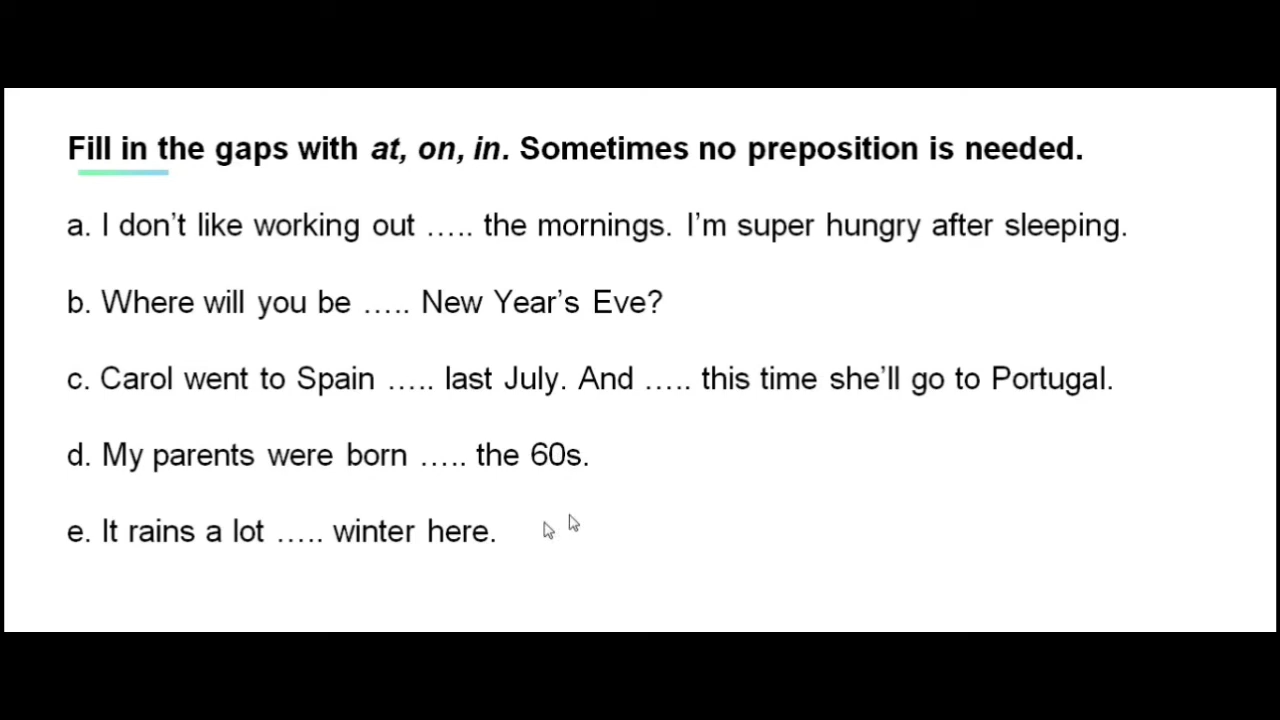 Fill in the gaps with at, on, in. Sometimes no preposition is needed.
a. I don’t like working out ….. the mornings. I’m super hungry after sleeping.
b. Where will you be ….. New Year’s Eve?
c. Carol went to Spain ….. last July. And ….. this time she’ll go to Portugal.
d. My parents were born ….. the 60s.
e. It rains a lot ….. winter here.